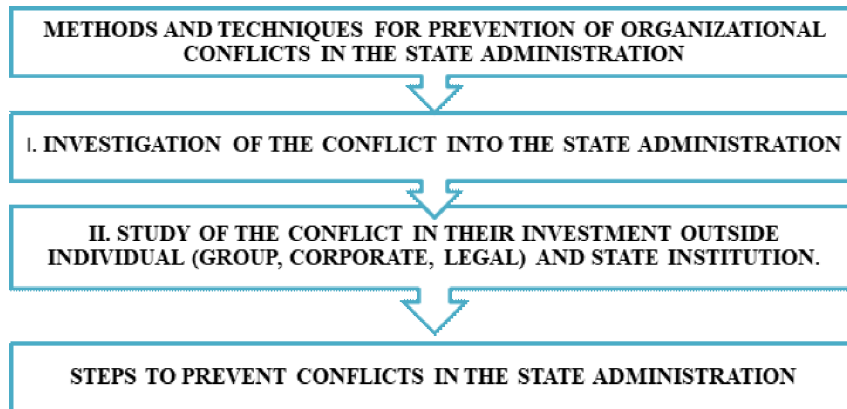 METHODS AND TECHNIQUES FOR PREVENTION OF ORGANIZATIONAL
CONFLICTS IN THE STATE ADMINISTRATION
I. INVESTIGATION OF THE CONFLICT INTO THE STATE ADMINISTRATION
II. STUDY OF THE CONFLICT IN THEIR INVESTMENT OUTSIDE
INDIVIDUAL (GROUP, CORPORATE, LEGAL) AND STATE INSTITUTION.
STEPS TO PREVENT CONFLICTS IN THE STATE ADMINISTRATION